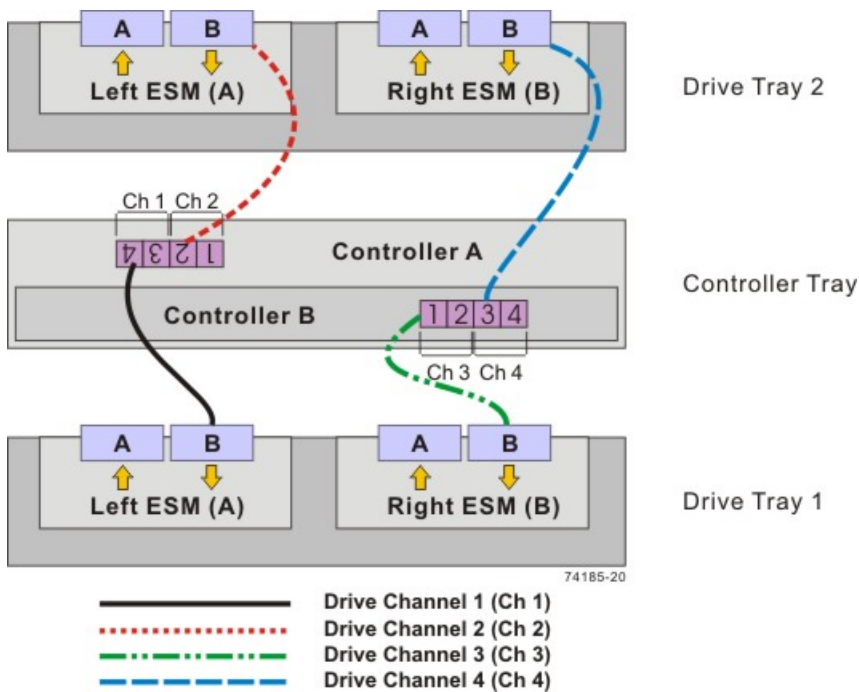 A B A B
Left ESM (A) Right ESM (B) Drive Tray 2
Ch 1 Ch 2
4 3 2 1 Controller A
Controller Tray
Controller B 1 2 3 4
Ch 3 Ch 4
A B A B
Left ESM (A) Right ESM (B) Drive Tray 1
74185-20
Drive Channel 1 (Ch 1)
Drive Channel 2 (Ch 2)
Drive Channel 3 (Ch 3)
Drive Channel 4 (Ch 4)